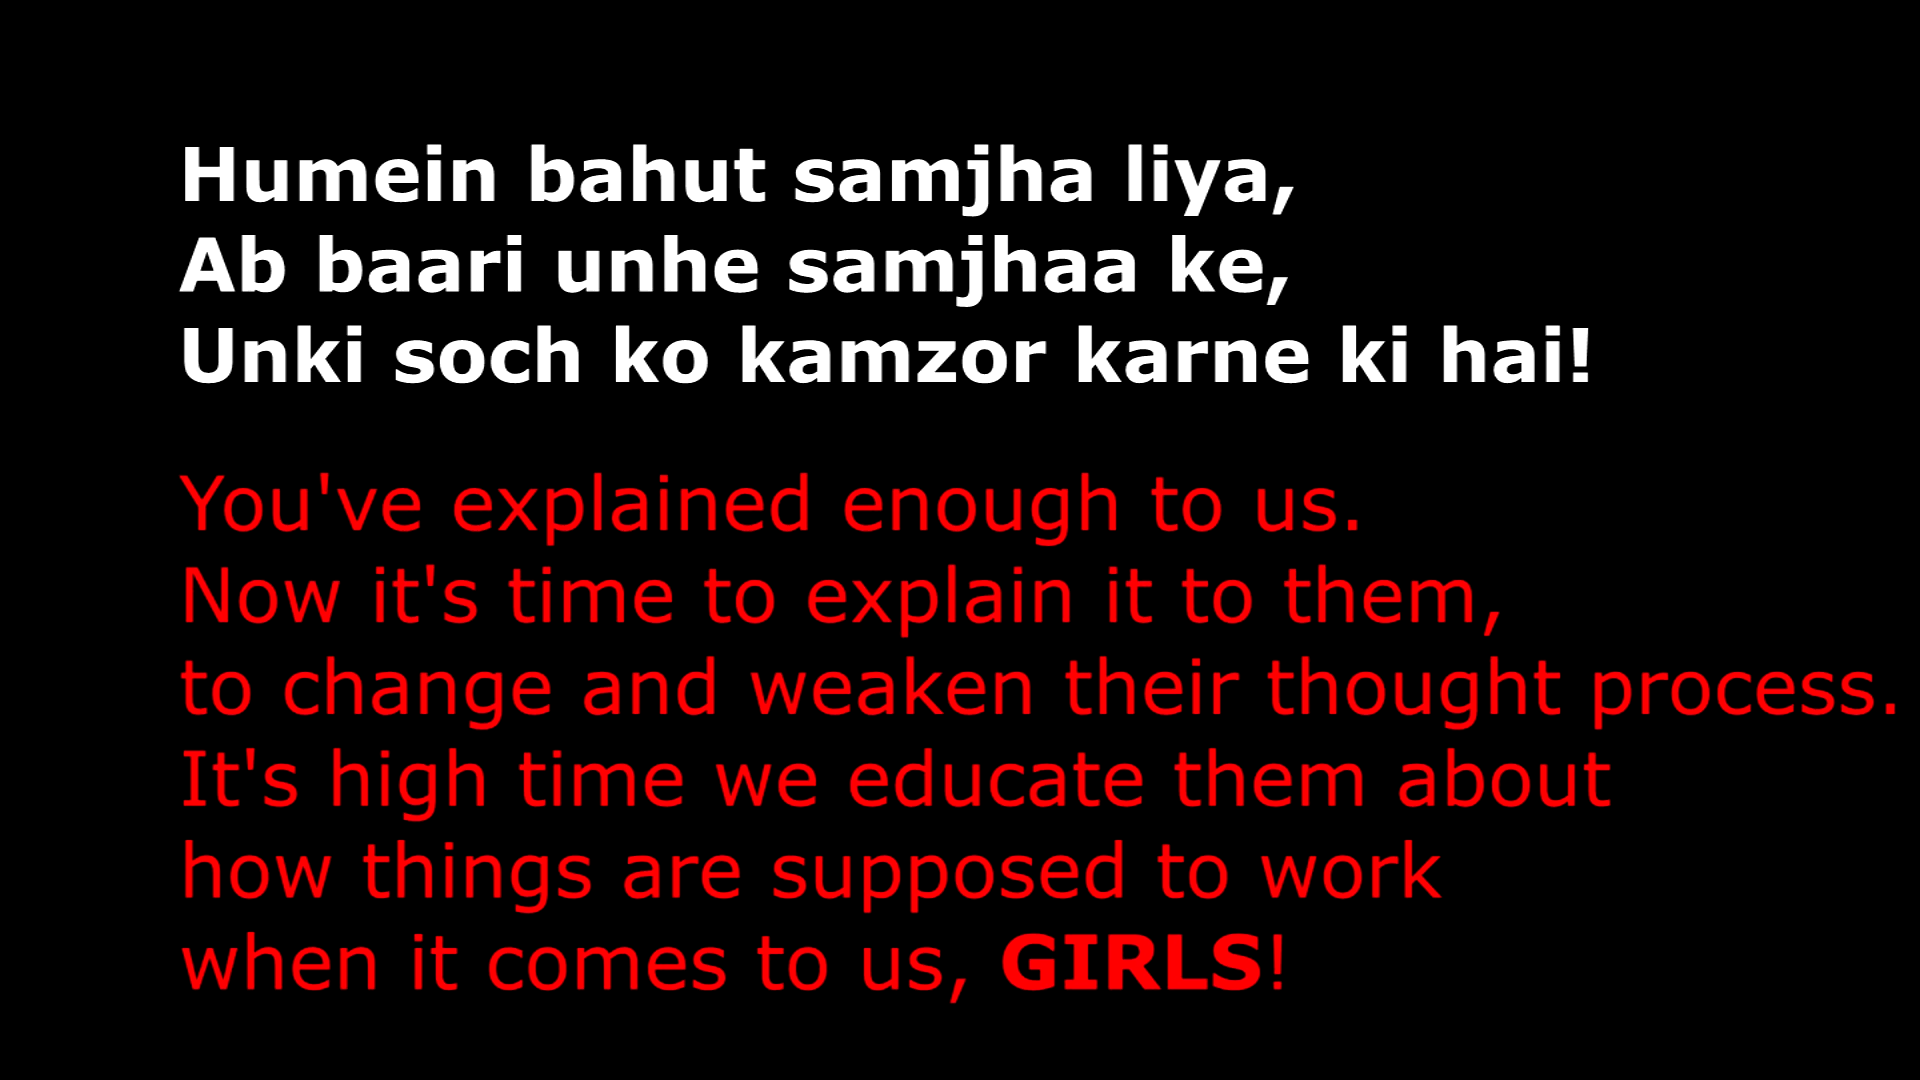 Humein bahut samjha liya,
Ab baari unhe samjhaa ke,
Unki soch ko kamzor karne ki hai!
You've explained enough to us.
Now it's time to explain it to them,
to change and weaken their thought process.
It's high time we educate them about
how things are supposed to work
when it comes to us, GIRLS!